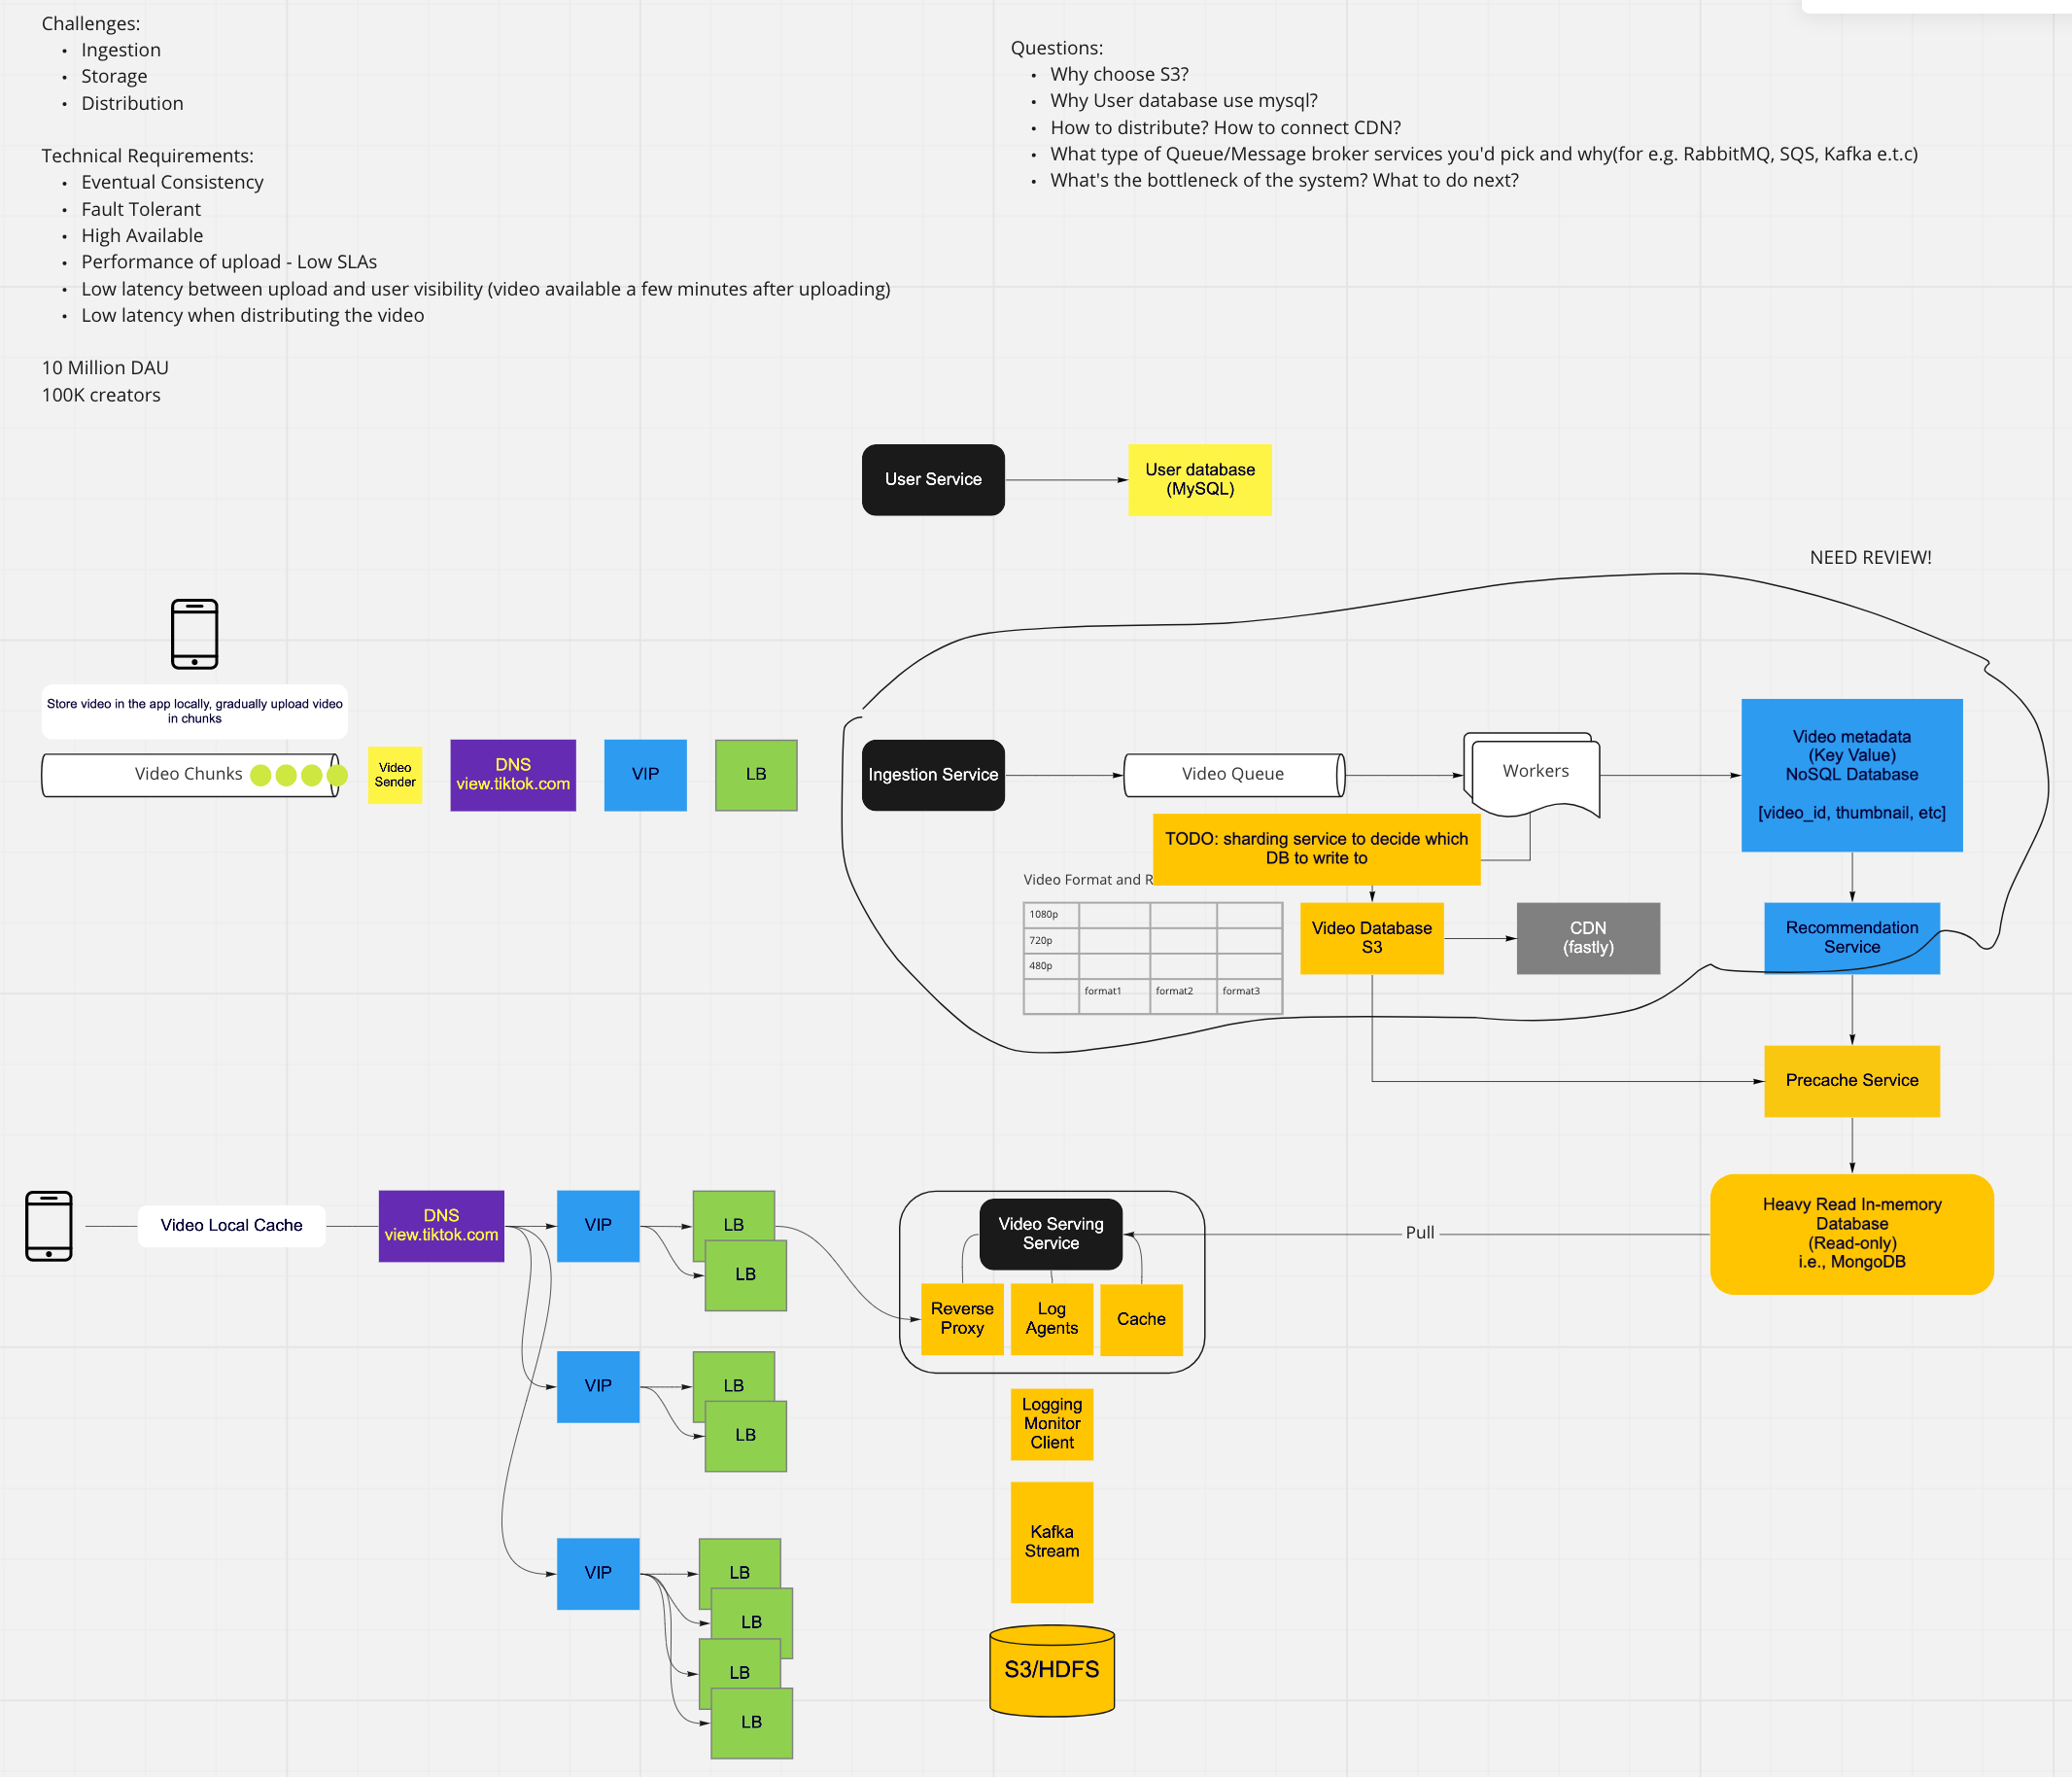 Challenges:
• Ingestion
• Storage
• Distribution
Technical Requirements:
• Eventual Consistency
• Fault Tolerant
• High Available
• Performance of upload - Low SLAs
• Low latency between upload and user visibility (video available a few minutes after uploading)
• Low latency when distributing the video
10 Million DAU
100K creators
Questions:
• Why choose S3?
• Why User database use mysql?
• How to distribute? How to connect CDN?
• What type of Queue/Message broker services you'd pick and why(for e.g. RabbitMQ, SQS, Kafka e.t.c)
• What's the bottleneck of the system? What to do next?
User Service
User database
(MySQL)
NEED REVIEW!
Store video in the app locally, gradually upload video
in chunks
Video Chunks
Video
Sender
DNS
view.tiktok.com
VIP
LB
Ingestion Service
Video Queue
Workers
Video metadata
(Key Value)
NoSQL Database
[video_id, thumbnail, etc]
TODO: sharding service to decide which
DB to write to
Video Format and R
1080p
720p
480p
format1
format2
format3
Video Database
S3
CDN
(fastly)
Recommendation
Service
Precache Service
Heavy Read In-memory
Database
(Read-only)
i.e., MongoDB
Pull
Video Local Cache
DNS
view.tiktok.com
VIP
LB
LB
Video Serving
Service
Reverse
Proxy
Log
Agents
Cache
VIP
LB
LB
Logging
Monitor
Client
Kafka
Stream
VIP
LB
LB
LB
LB
S3/HDFS